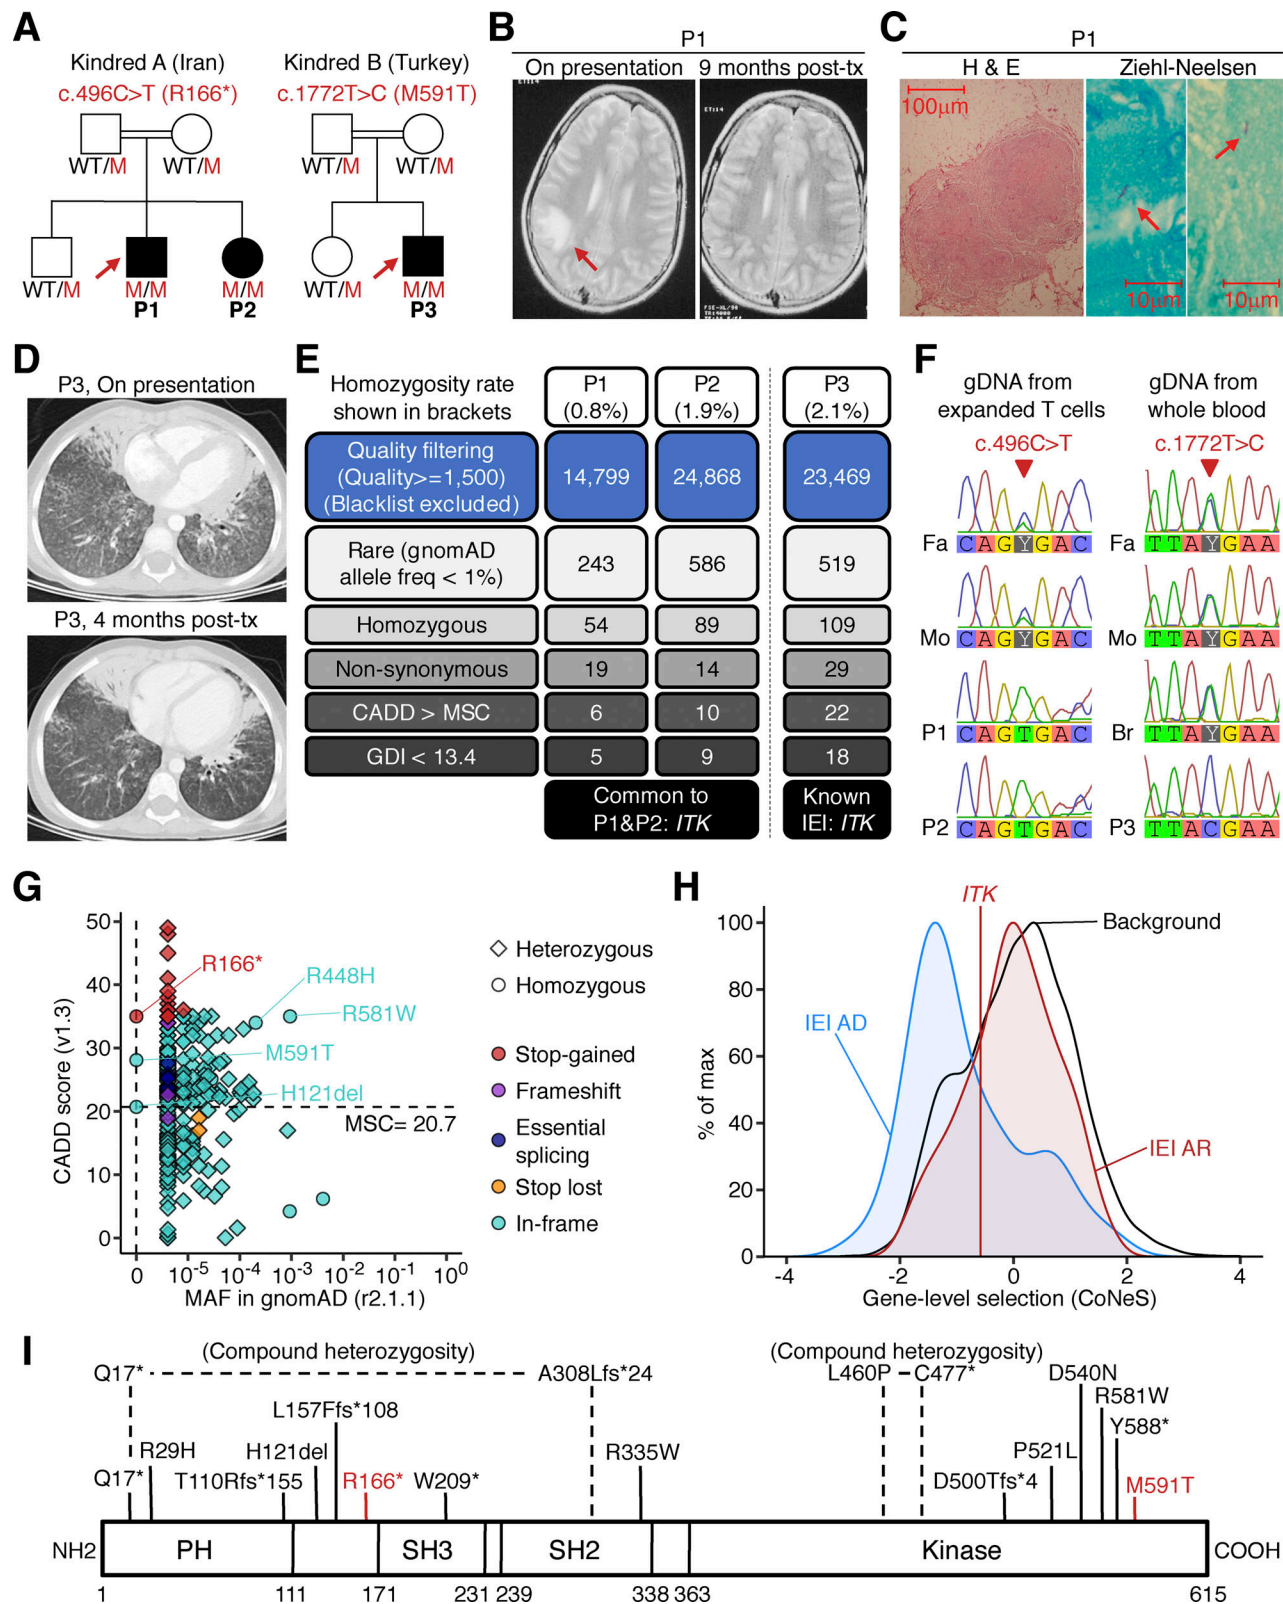 A
Kindred A (Iran)
c.496C>T (R166*)
WT/M
WT/M
WT/M
M/M
M/M
P1
P2
Kindred B (Turkey)
c.1772T>C (M591T)
WT/M
WT/M
WT/M
M/M
P3
B
P1
On presentation
9 months post-tx
ET:14
FSE-XL/90
TR:4000
C
P1
H & E
Ziehl-Neelsen
100μm
10μm
10μm
D
P3, On presentation
P3, 4 months post-tx
E
Homozygosity rate
shown in brackets
P1
(0.8%)
P2
(1.9%)
P3
(2.1%)
Quality filtering
(Quality>=1,500)
(Blacklist excluded)
14,799
24,868
23,469
Rare (gnomAD
allele freq < 1%)
243
586
519
Homozygous
54
89
109
Non-synonymous
19
14
29
CADD > MSC
6
10
22
GDI < 13.4
5
9
18
Common to
P1&P2: ITK
Known
IEI: ITK
F
gDNA from
expanded T cells
gDNA from
whole blood
c.496C>T
c.1772T>C
Fa CAGYGAC
Fa TTAYGAA
Mo CAGYGAC
Mo TTAYGAA
P1 CAGTGAC
Br TTAYGAA
P2 CAGTGAC
P3 TTACGAA
G
CADD score (v1.3)
50
40
30
20
10
0
R166*
R448H
R581W
M591T
H121del
MSC= 20.7
0
10⁻⁵
10⁻⁴
10⁻³
10⁻²
10⁻¹
10⁰
MAF in gnomAD (r2.1.1)
Heterozygous
Homozygous
Stop-gained
Frameshift
Essential
splicing
Stop lost
In-frame
H
ITK
Background
IEI AD
IEI AR
% of max
100
80
60
40
20
0
-4
-2
0
2
4
Gene-level selection (CoNeS)
I
(Compound heterozygosity)
(Compound heterozygosity)
Q17*
A308Lfs*24
L460P
C477*
D540N
L157Ffs*108
R581W
R29H
H121del
R335W
P521L
Y588*
Q17*
T110Rfs*155
R166*
W209*
D500Tfs*4
M591T
NH2
PH
SH3
SH2
Kinase
COOH
1
111
171
231
239
338
363
615